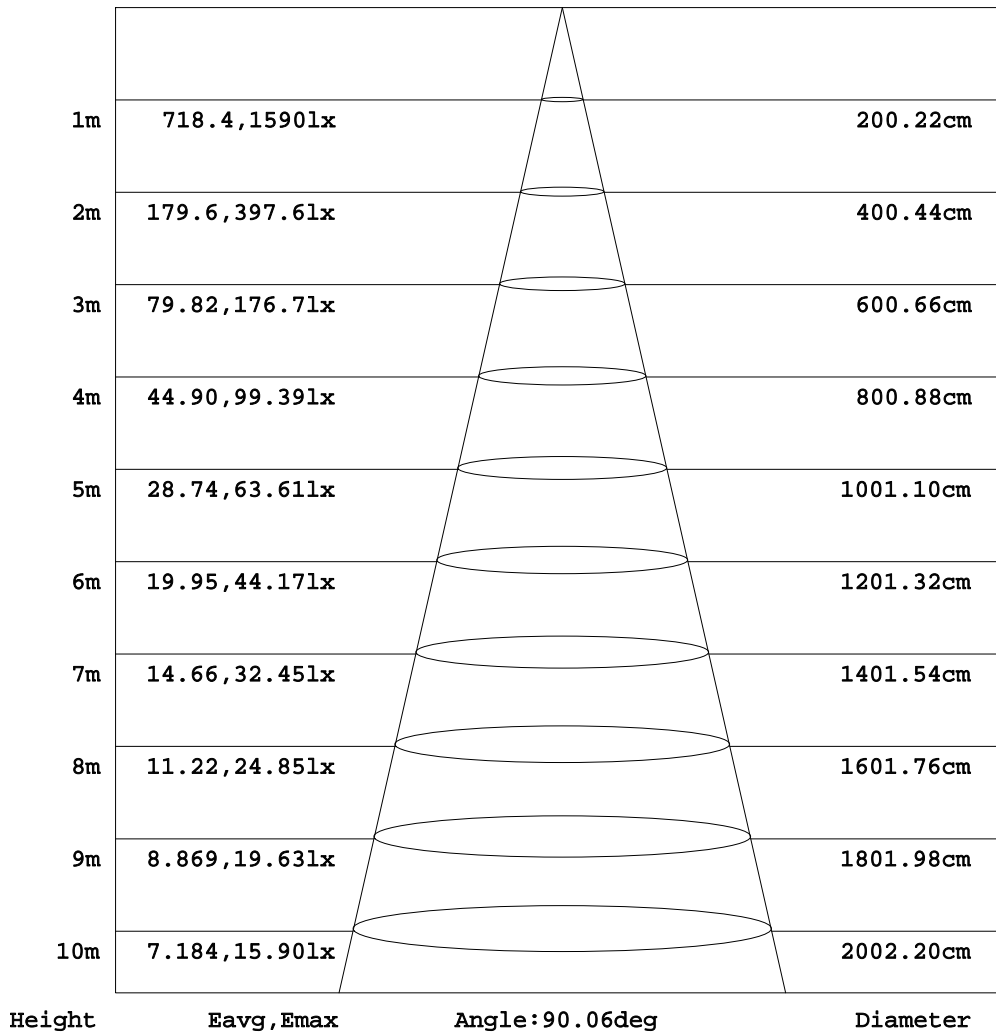 1m 718.4,1590lx 200.22cm
2m 179.6,397.6lx 400.44cm
3m 79.82,176.7lx 600.66cm
4m 44.90,99.39lx 800.88cm
5m 28.74,63.61lx 1001.10cm
6m 19.95,44.17lx 1201.32cm
7m 14.66,32.45lx 1401.54cm
8m 11.22,24.85lx 1601.76cm
9m 8.869,19.63lx 1801.98cm
10m 7.184,15.90lx 2002.20cm
Height Eavg,Emax Angle:90.06deg Diameter